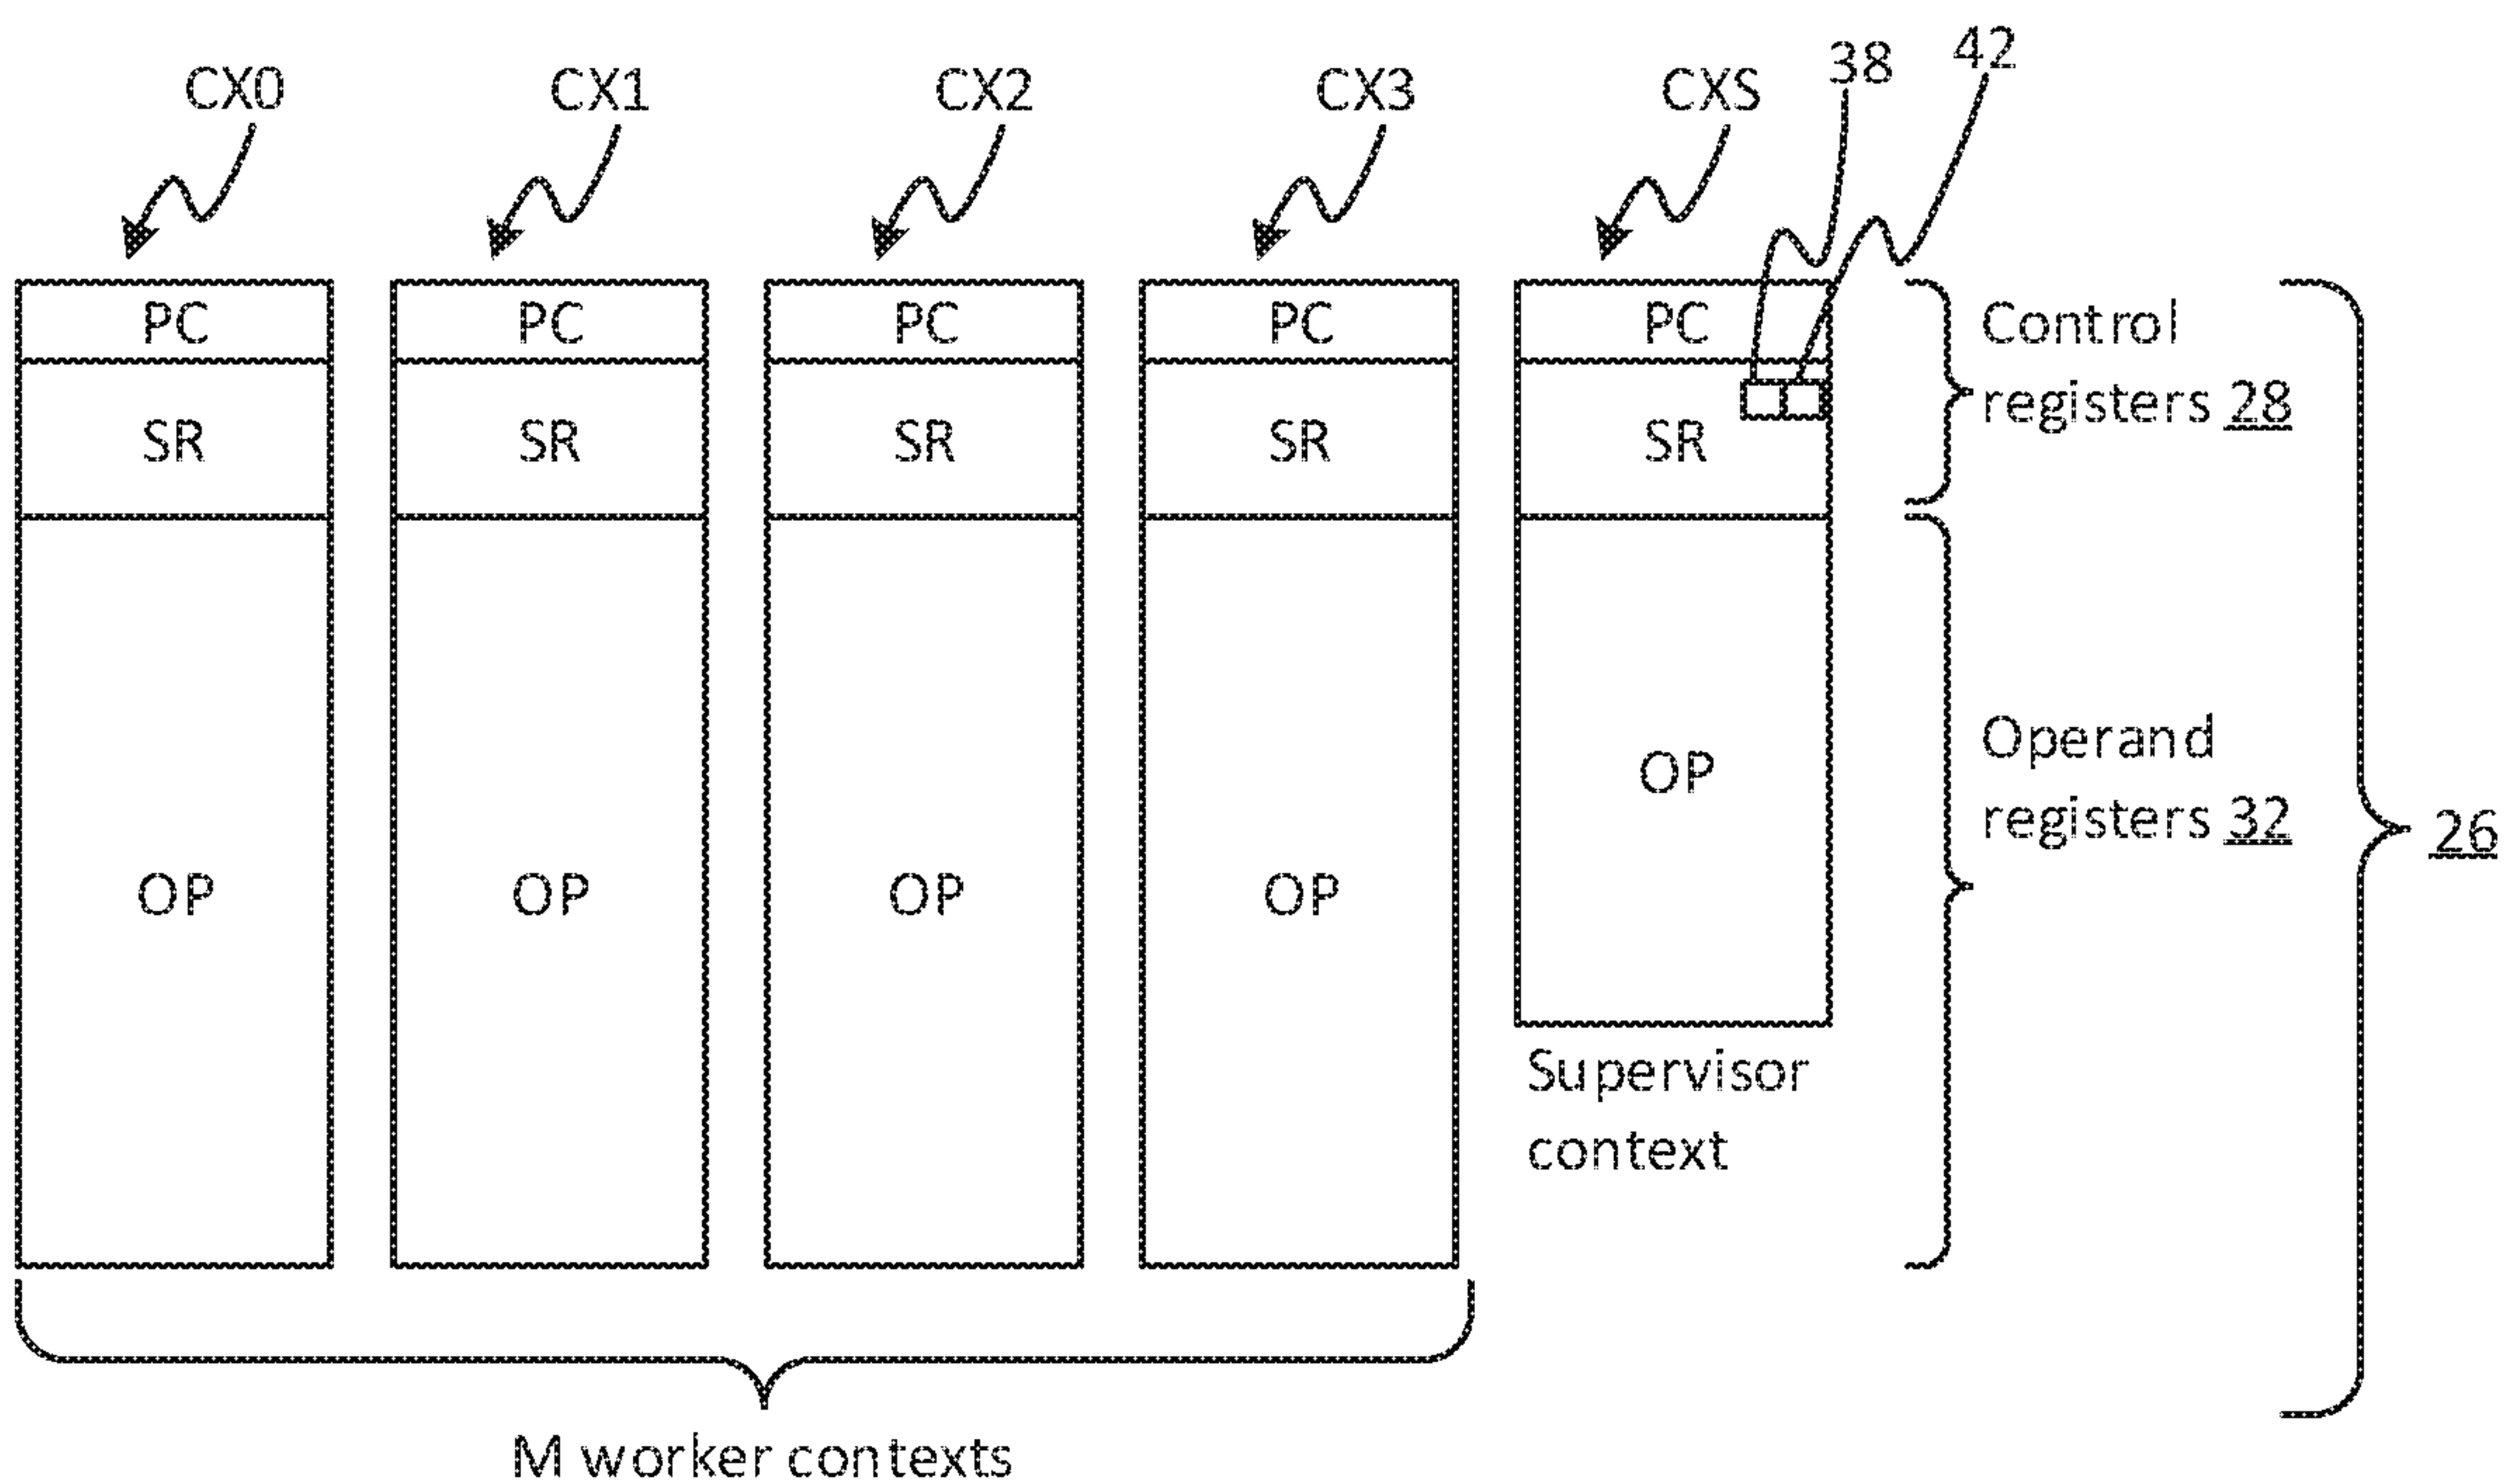 CX0
CX1
CX2
CX3
CXS
38
42
PC
PC
PC
PC
PC
Control
registers 28
SR
SR
SR
SR
SR
OP
OP
OP
OP
OP
Operand
registers 32
26
Supervisor
context
M worker contexts